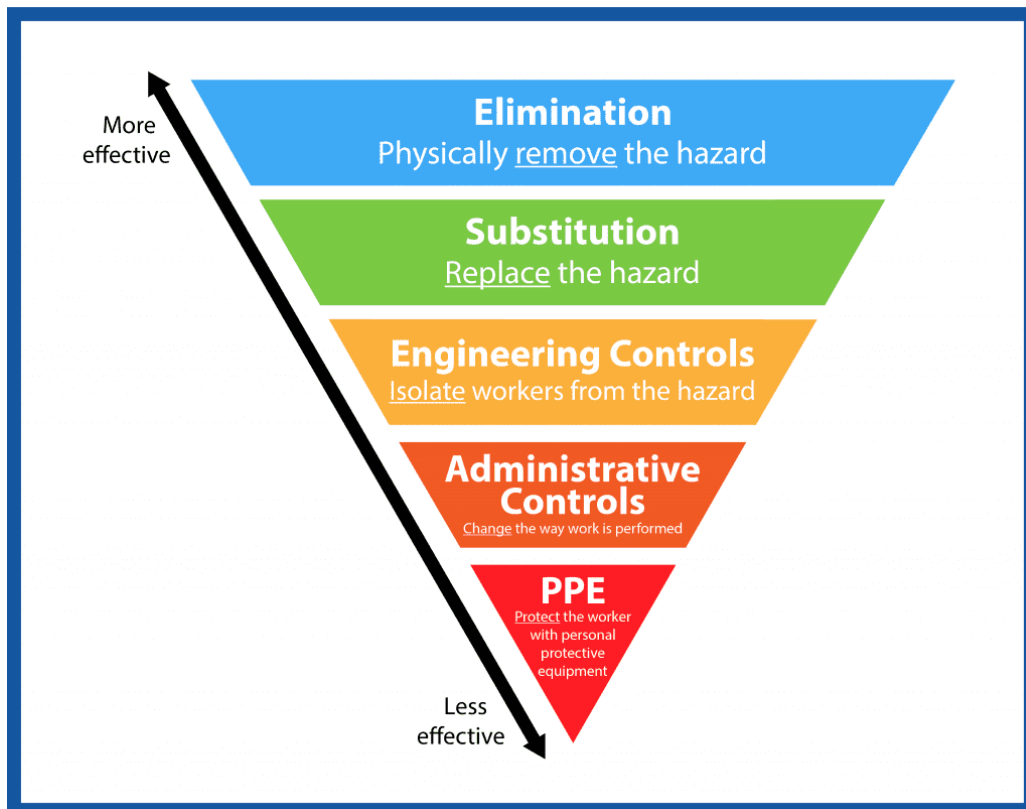 More
effective
Elimination
Physically remove the hazard
Substitution
Replace the hazard
Engineering Controls
Isolate workers from the hazard
Administrative
Controls
Change the way work is performed
PPE
Protect the worker
with personal
protective
equipment
Less
effective